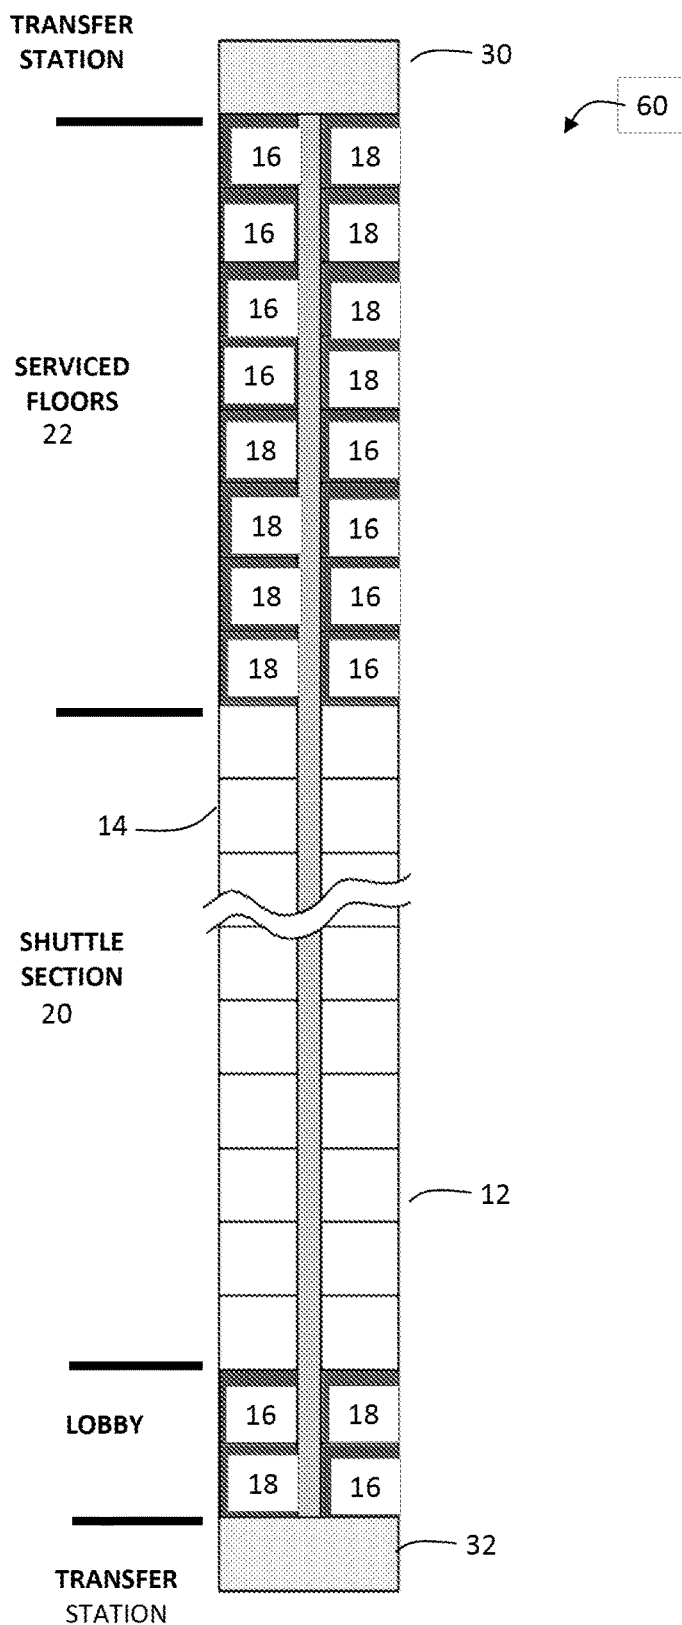 TRANSFER
STATION
30
60
16 18
16 18
16 18
SERVICED
FLOORS
22
16 18
18 16
18 16
18 16
18 16
14
SHUTTLE
SECTION
20
12
LOBBY
16 18
18 16
32
TRANSFER
STATION